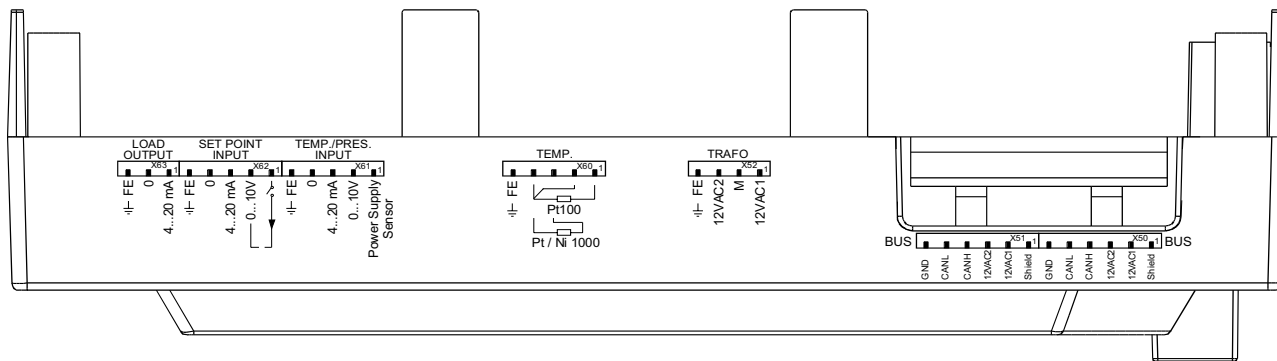 LOAD
OUTPUT
X63 1
FE
0
4...20 mA
SET POINT
INPUT
X62 1
FE
0
4...20 mA
0...10V
TEMP./PRES.
INPUT
X61 1
FE
0
4...20 mA
0...10V
Power Supply
Sensor
TEMP.
X60 1
FE
Pt100
Pt / Ni 1000
TRAFO
X52 1
FE
12VAC2
M
12VAC1
BUS
X51 1
GND
CANL
CANH
12VAC2
12VAC1
Shield
X50 1
BUS
GND
CANL
CANH
12VAC2
12VAC1
Shield